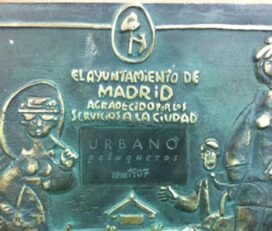 EL AYUNTAMIENTO DE
MADRID
AGRADECIDO POR LOS
SERVICIOS A LA CIUDAD
URBANO
peluqueros
DESDE 1907